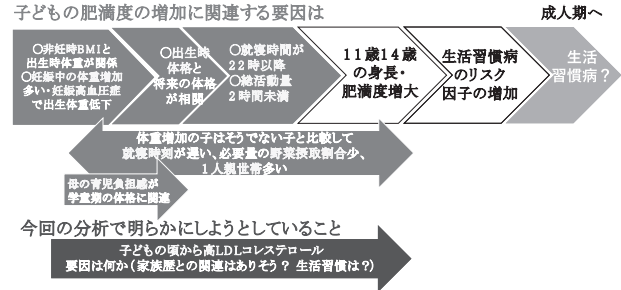 子どもの肥満度の増加に関連する要因は
成人期へ
○非妊時BMIと
出生時体重が関係
○妊娠中の体重増加
多い・妊娠高血圧症
で出生体重低下
○出生時
体格と
将来の体格
が相関
○就寝時間が
22時以降
○総活動量
2時間未満
11歳14歳
の身長・
肥満度増大
生活習慣病
のリスク
因子の増加
生活
習慣病？
体重増加の子はそうでない子と比較して
就寝時刻が遅い、必要量の野菜摂取割合少、
1人親世帯多い
母の育児負担感が
学童期の体格に関連
今回の分析で明らかにしようとしていること
子どもの頃から高LDLコレステロール
要因は何か（家族歴との関連はありそう？ 生活習慣は？）